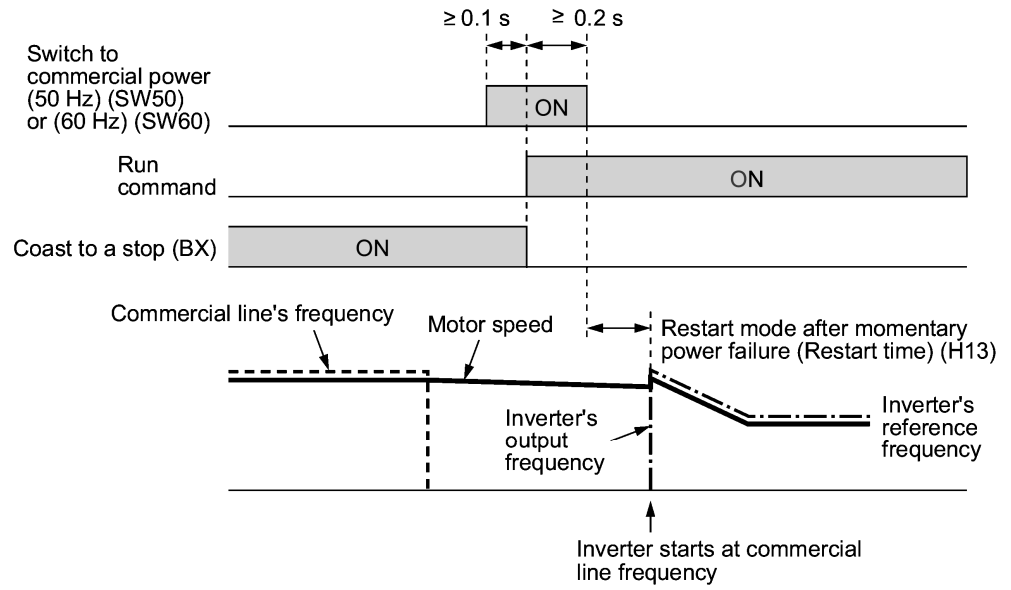 ≥ 0.1 s
≥ 0.2 s
Switch to
commercial power
(50 Hz) (SW50)
or (60 Hz) (SW60)
ON
Run
command
ON
Coast to a stop (BX)
ON
Commercial line's frequency
Motor speed
Restart mode after momentary
power failure (Restart time) (H13)
Inverter's
output
frequency
Inverter's
reference
frequency
Inverter starts at commercial
line frequency